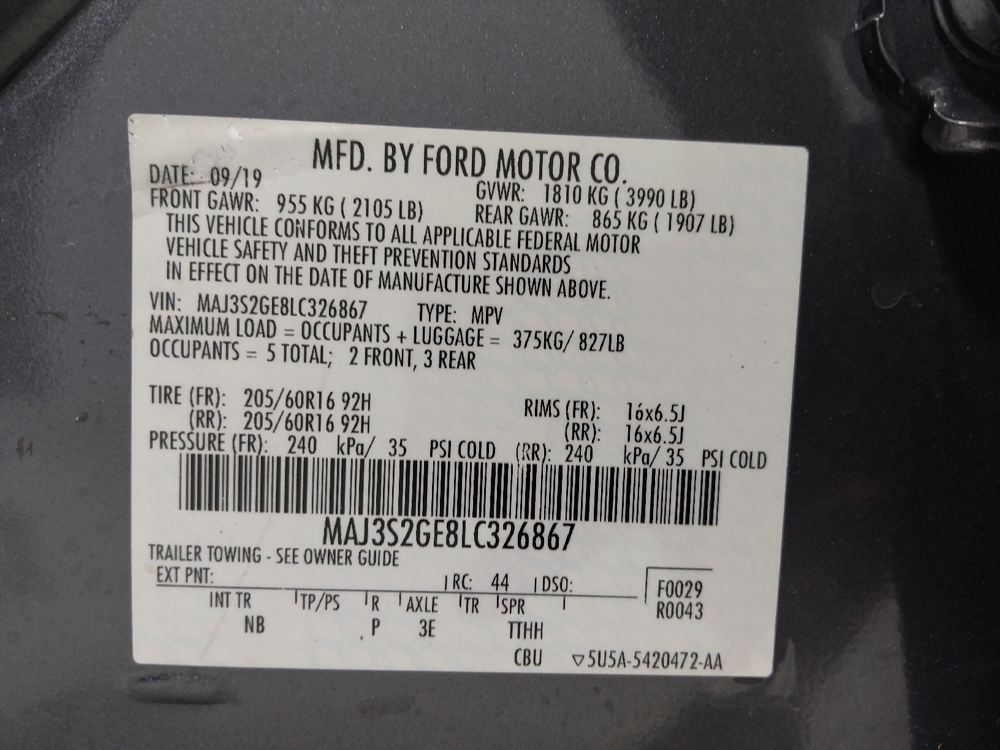 MFD. BY FORD MOTOR CO.
DATE: 09/19 GVWR: 1810 KG ( 3990 LB)
FRONT GAWR: 955 KG ( 2105 LB) REAR GAWR: 865 KG ( 1907 LB)
THIS VEHICLE CONFORMS TO ALL APPLICABLE FEDERAL MOTOR
VEHICLE SAFETY AND THEFT PREVENTION STANDARDS
IN EFFECT ON THE DATE OF MANUFACTURE SHOWN ABOVE.
VIN: MAJ3S2GE8LC326867 TYPE: MPV
MAXIMUM LOAD = OCCUPANTS + LUGGAGE = 375KG/ 827LB
OCCUPANTS = 5 TOTAL; 2 FRONT, 3 REAR
TIRE (FR): 205/60R16 92H RIMS (FR): 16x6.5J
(RR): 205/60R16 92H (RR): 16x6.5J
PRESSURE (FR): 240 kPa/ 35 PSI COLD (RR): 240 kPa/ 35 PSI COLD
MAJ3S2GE8LC326867
TRAILER TOWING - SEE OWNER GUIDE
EXT PNT: RC: 44 DSO: F0029
INT TR TP/PS R AXLE TR SPR R0043
NB P 3E TTHH
CBU ▽5U5A-5420472-AA